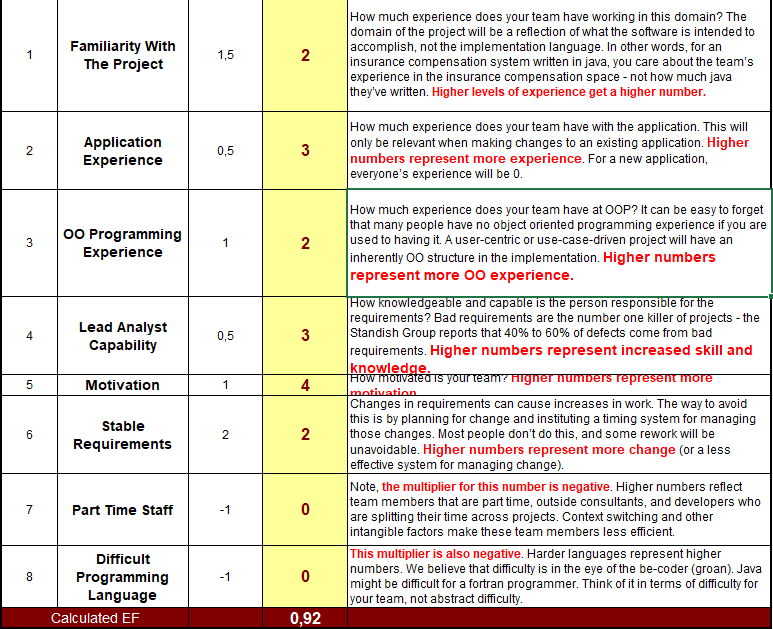 1
Familiarity With
The Project
1,5
2
How much experience does your team have working in this domain? The
domain of the project will be a reflection of what the software is intended to
accomplish, not the implementation language. In other words, for an
insurance compensation system written in java, you care about the team's
experience in the insurance compensation space - not how much java
they've written. Higher levels of experience get a higher number.
2
Application
Experience
0,5
3
How much experience does your team have with the application. This will
only be relevant when making changes to an existing application. Higher
numbers represent more experience. For a new application,
everyone's experience will be 0.
3
OO Programming
Experience
1
2
How much experience does your team have at OOP? It can be easy to forget
that many people have no object oriented programming experience if you are
used to having it. A user-centric or use-case-driven project will have an
inherently OO structure in the implementation. Higher numbers
represent more OO experience.
4
Lead Analyst
Capability
0,5
3
How knowledgeable and capable is the person responsible for the
requirements? Bad requirements are the number one killer of projects - the
Standish Group reports that 40% to 60% of defects come from bad
requirements. Higher numbers represent increased skill and
knowledge.
5
Motivation
1
4
How motivated is your team? Higher numbers represent more
motivation
6
Stable
Requirements
2
2
Changes in requirements can cause increases in work. The way to avoid
this is by planning for change and instituting a timing system for managing
those changes. Most people don't do this, and some rework will be
unavoidable. Higher numbers represent more change (or a less
effective system for managing change).
7
Part Time Staff
-1
0
Note, the multiplier for this number is negative. Higher numbers reflect
team members that are part time, outside consultants, and developers who
are splitting their time across projects. Context switching and other
intangible factors make these team members less efficient.
8
Difficult
Programming
Language
-1
0
This multiplier is also negative. Harder languages represent higher
numbers. We believe that difficulty is in the eye of the be-coder (groan). Java
might be difficult for a fortran programmer. Think of it in terms of difficulty for
your team, not abstract difficulty.
Calculated EF
0,92